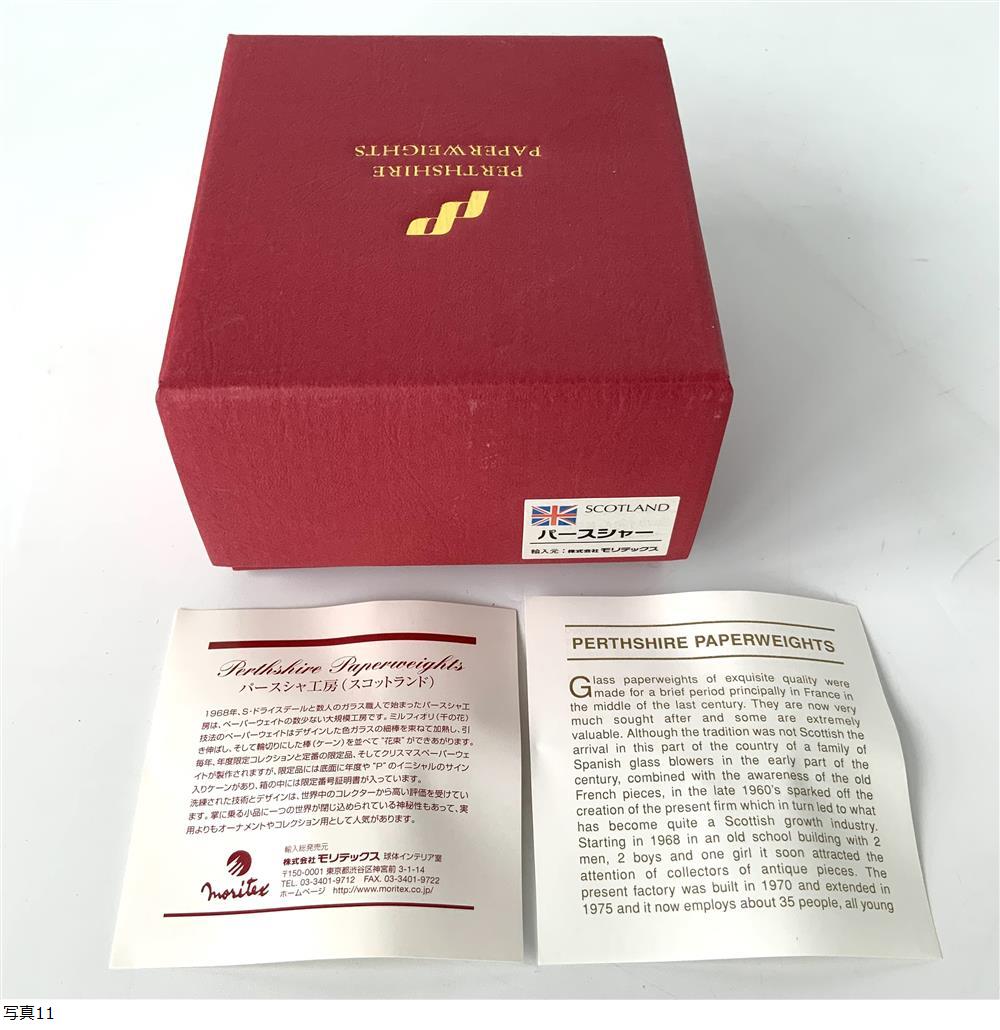 PERTHSHIRE
PAPERWEIGHTS
SCOTLAND
パースシャー
輸入元：株式会社 モリテックス
Perthshire Paperweights
パースシャ工房（スコットランド）
1968年、S・ドライスデールと数人のガラス職人で始まったパースシャ工
房は、ペーパーウェイトの数少ない大規模工房です。ミルフィオリ（千の花）
技法のペーパーウェイトはデザインした色ガラスの細棒を束ねて加熱し、引
き伸ばし、そして輪切りにした棒（ケーン）を並べて"花束"ができあがります。
毎年、年度限定コレクションと定番の限定品、そしてクリスマスペーパーウェ
イトが製作されますが、限定品には底面に年度や"P"のイニシャルのサイン
入りケーンがあり、箱の中には限定番号証明書が入っています。
洗練された技術とデザインは、世界中のコレクターから高い評価を受けてい
ます。掌に乗る小品に一つの世界が閉じ込められている神秘性もあって、実
用よりもオーナメントやコレクション用として人気があります。
moritex
輸入総発売元
株式会社 モリテックス 球体インテリア室
〒150-0001 東京都渋谷区神宮前 3-1-14
TEL. 03-3401-9712 FAX. 03-3401-9722
ホームページ http://www.moritex.co.jp/
PERTHSHIRE PAPERWEIGHTS
Glass paperweights of exquisite quality were
made for a brief period principally in France in
the middle of the last century. They are now very
much sought after and some are extremely
valuable. Although the tradition was not Scottish the
arrival in this part of the country of a family of
Spanish glass blowers in the early part of the
century, combined with the awareness of the old
French pieces, in the late 1960's sparked off the
creation of the present firm which in turn led to what
has become quite a Scottish growth industry.
Starting in 1968 in an old school building with 2
men, 2 boys and one girl it soon attracted the
attention of collectors of antique pieces. The
present factory was built in 1970 and extended in
1975 and it now employs about 35 people, all young
写真11